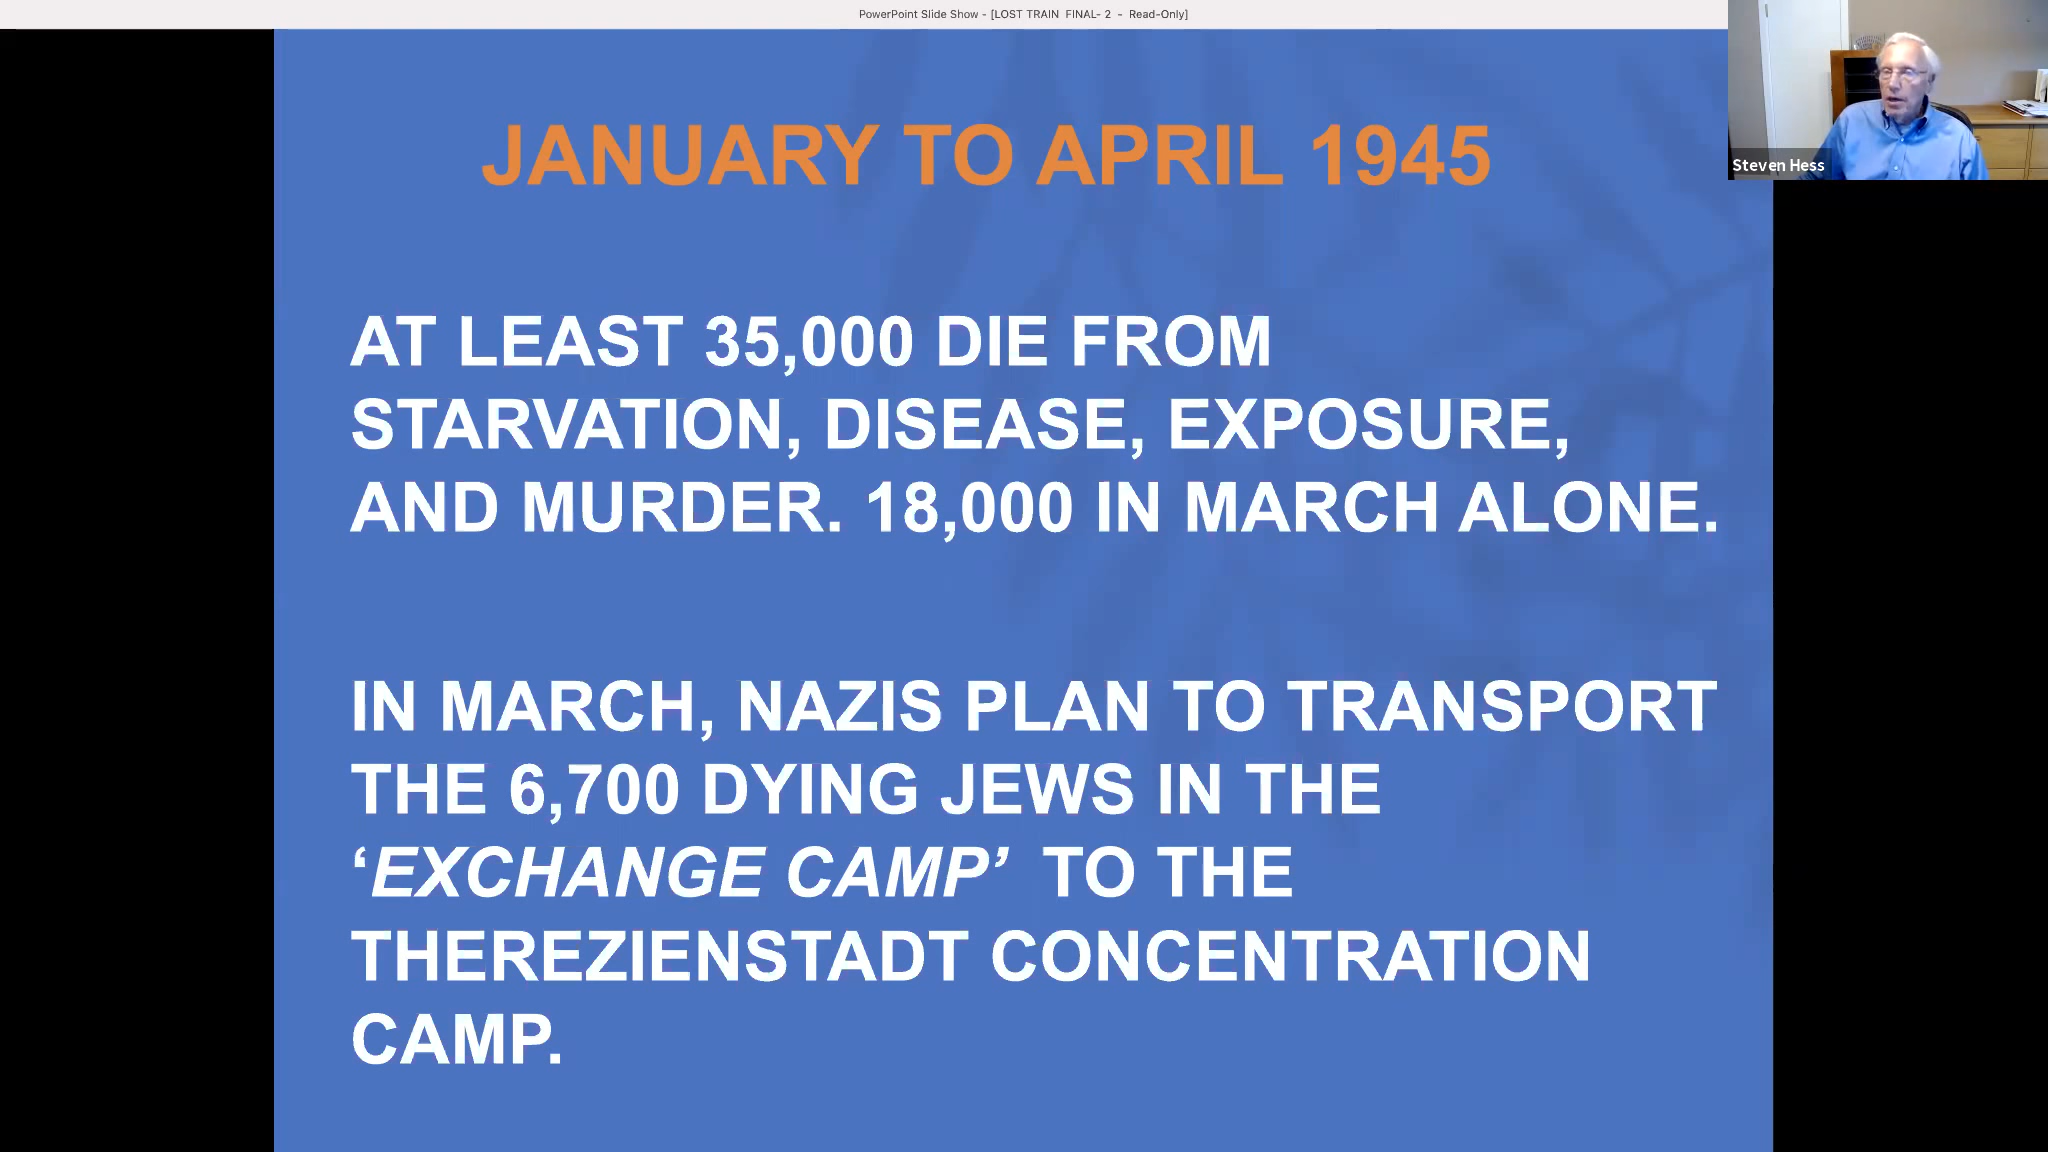 PowerPoint Slide Show - [LOST TRAIN FINAL- 2 - Read-Only]
Steven Hess
JANUARY TO APRIL 1945
AT LEAST 35,000 DIE FROM
STARVATION, DISEASE, EXPOSURE,
AND MURDER. 18,000 IN MARCH ALONE.
IN MARCH, NAZIS PLAN TO TRANSPORT
THE 6,700 DYING JEWS IN THE
‘EXCHANGE CAMP’ TO THE
THEREZIENSTADT CONCENTRATION
CAMP.